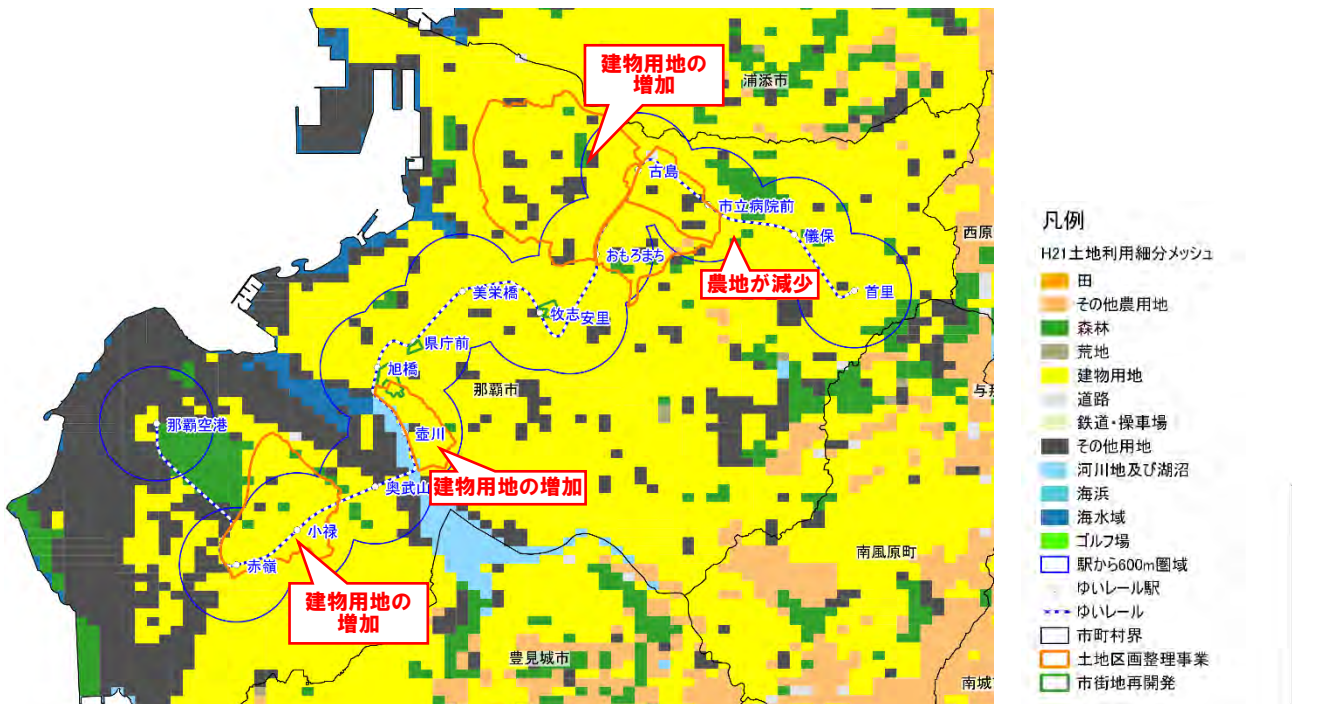 建物用地の
増加
浦添市
古島
市立病院前
儀保
西原
おもろまち
農地が減少
首里
美栄橋
牧志
安里
県庁前
旭橋
那覇市
那覇空港
壺川
建物用地の増加
奥武山
小禄
赤嶺
南風原町
建物用地の
増加
豊見城市
南城
凡例
H21土地利用細分メッシュ
田
その他農用地
森林
荒地
建物用地
道路
鉄道・操車場
その他用地
河川地及び湖沼
海浜
海水域
ゴルフ場
駅から600m圏域
ゆいレール駅
ゆいレール
市町村界
土地区画整理事業
市街地再開発